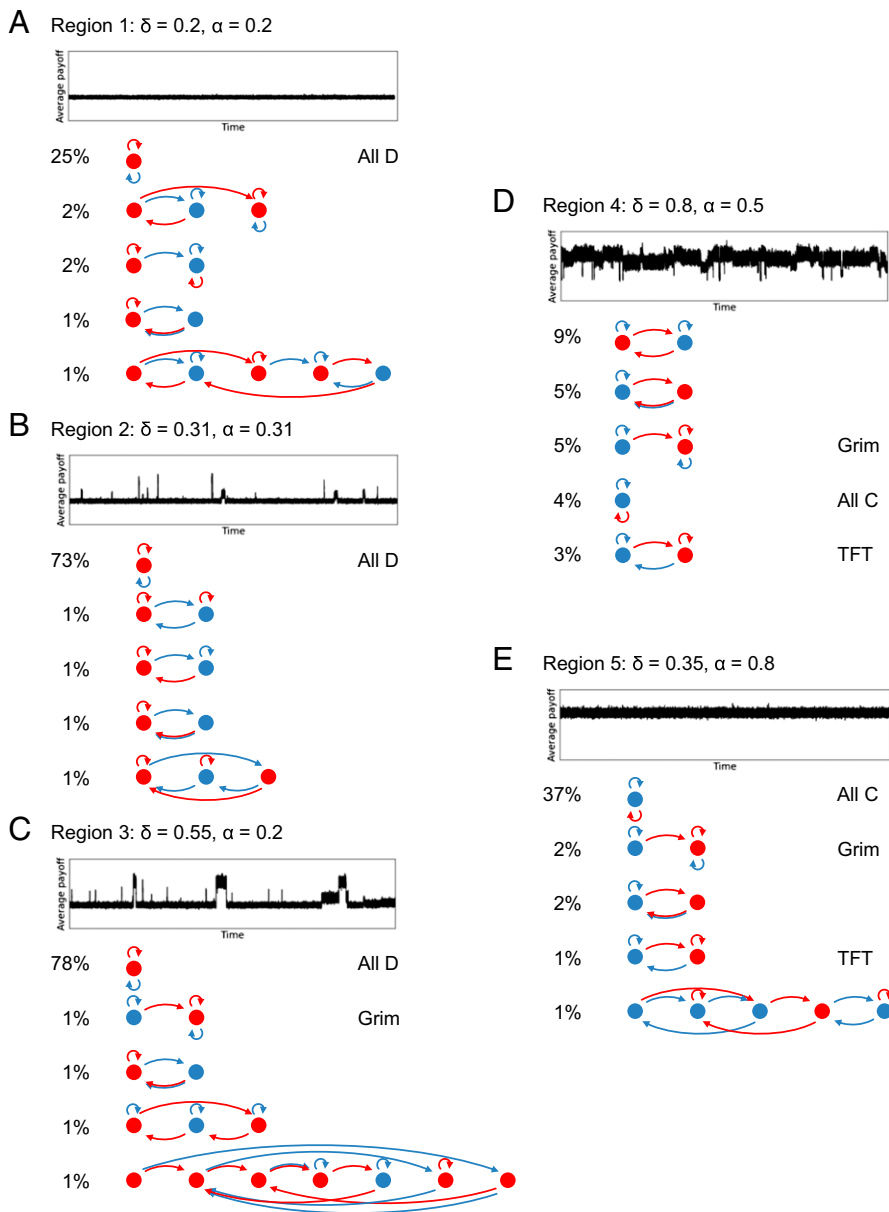 A Region 1: δ = 0.2, α = 0.2
Average payoff
Time
25% All D
2%
2%
1%
1%
B Region 2: δ = 0.31, α = 0.31
Average payoff
Time
73% All D
1%
1%
1%
1%
C Region 3: δ = 0.55, α = 0.2
Average payoff
Time
78% All D
1% Grim
1%
1%
1%
D Region 4: δ = 0.8, α = 0.5
Average payoff
Time
9%
5%
5% Grim
4% All C
3% TFT
E Region 5: δ = 0.35, α = 0.8
Average payoff
Time
37% All C
2% Grim
2%
1% TFT
1%